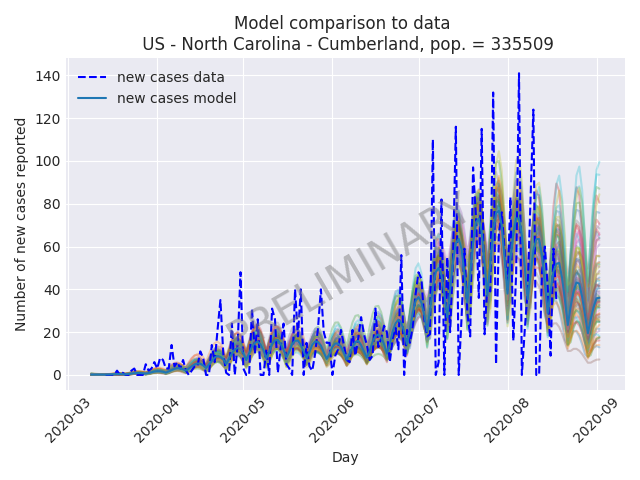 Model comparison to data
US - North Carolina - Cumberland, pop. = 335509
new cases data
new cases model
PRELIMINARY
Number of new cases reported
140
120
100
80
60
40
20
0
2020-03
2020-04
2020-05
2020-06
2020-07
2020-08
2020-09
Day